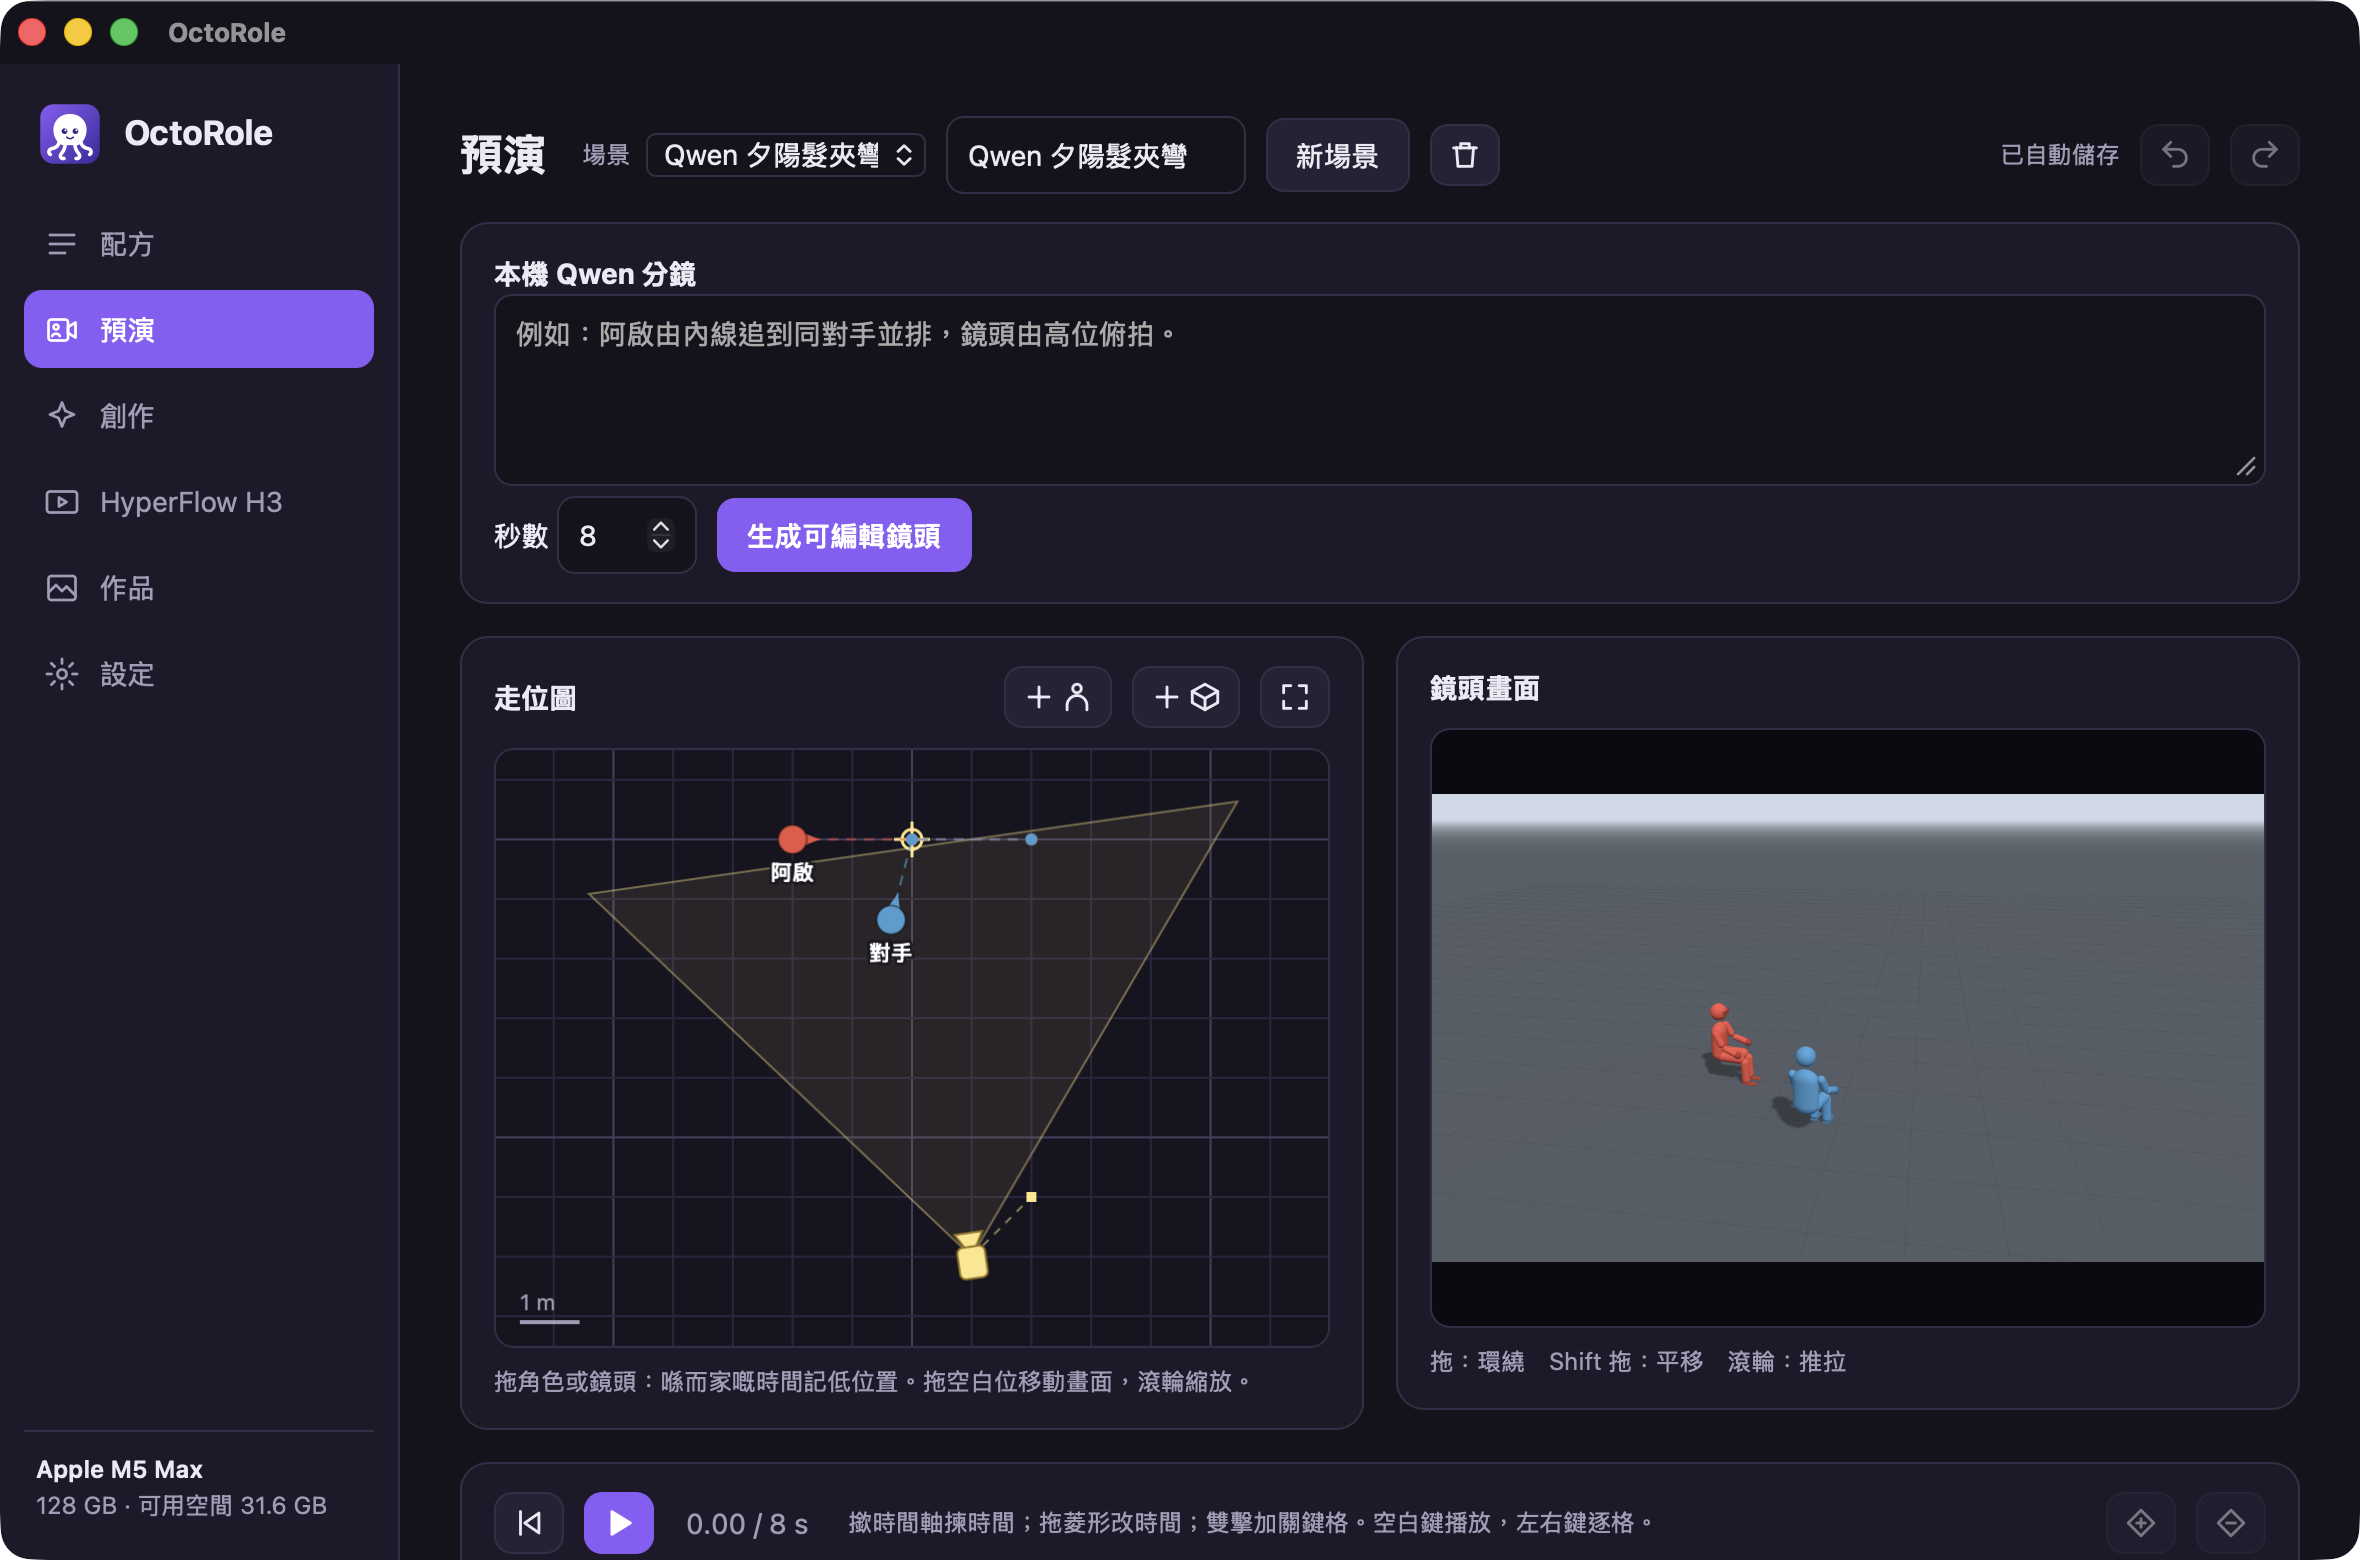 OctoRole
OctoRole
配方
預演
創作
HyperFlow H3
作品
設定
Apple M5 Max
128 GB · 可用空間 31.6 GB
預演
場景
Qwen 夕陽髮夾彎
Qwen 夕陽髮夾彎
新場景
已自動儲存
本機 Qwen 分鏡
例如：阿啟由內線追到同對手並排，鏡頭由高位俯拍。
秒數
8
生成可編輯鏡頭
走位圖
阿啟
對手
1 m
拖角色或鏡頭：喺而家嘅時間記低位置。拖空白位移動畫面，滾輪縮放。
鏡頭畫面
拖：環繞　Shift 拖：平移　滾輪：推拉
0.00 / 8 s
撳時間軸揀時間；拖菱形改時間；雙擊加關鍵格。空白鍵播放，左右鍵逐格。